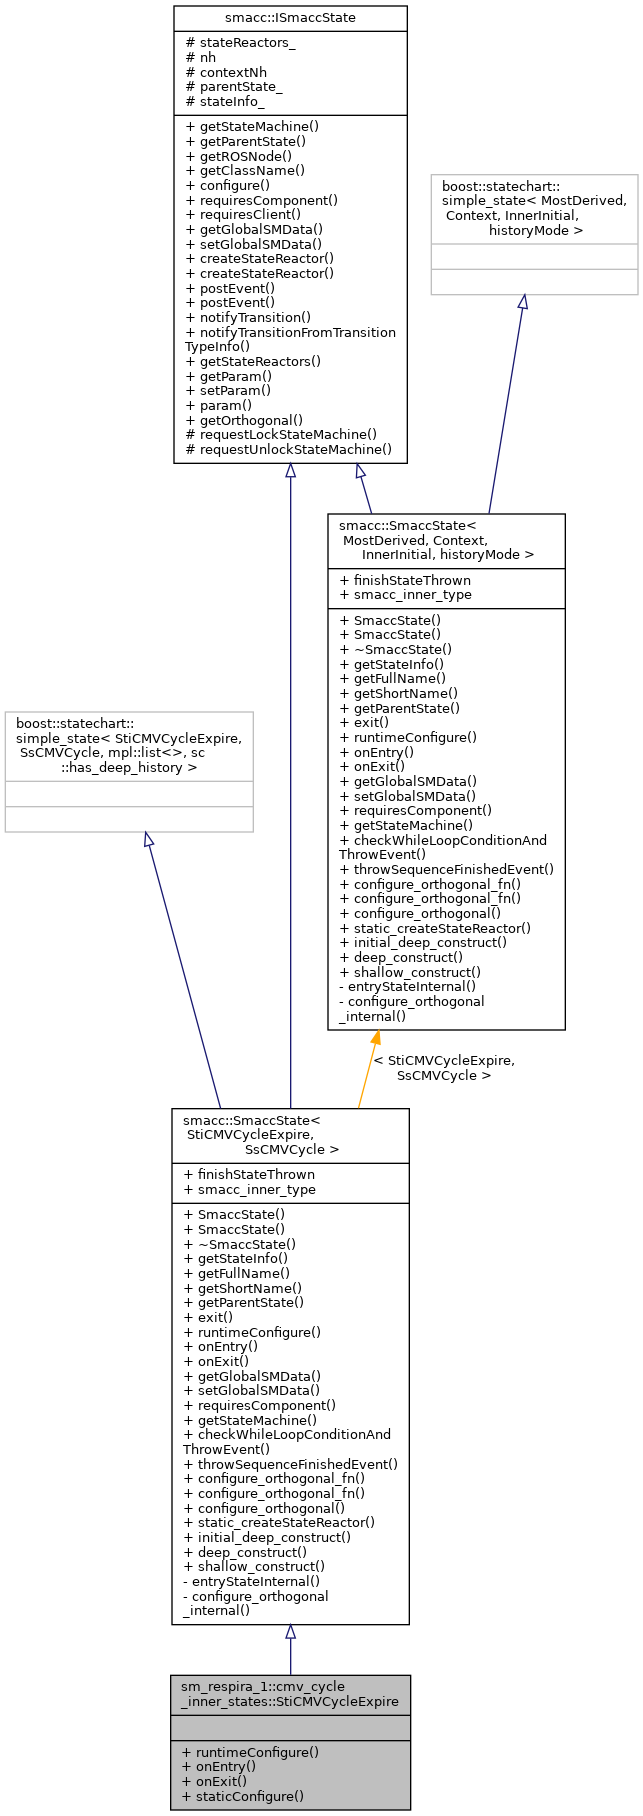 smacc::ISmaccState
# stateReactors_
# nh
# contextNh
# parentState_
# stateInfo_
+ getStateMachine()
+ getParentState()
+ getROSNode()
+ getClassName()
+ configure()
+ requiresComponent()
+ requiresClient()
+ getGlobalSMData()
+ setGlobalSMData()
+ createStateReactor()
+ createStateReactor()
+ postEvent()
+ postEvent()
+ notifyTransition()
+ notifyTransitionFromTransition
TypeInfo()
+ getStateReactors()
+ getParam()
+ setParam()
+ param()
+ getOrthogonal()
# requestLockStateMachine()
# requestUnlockStateMachine()
boost::statechart::
simple_state< MostDerived,
Context, InnerInitial,
historyMode >
smacc::SmaccState<
MostDerived, Context,
InnerInitial, historyMode >
+ finishStateThrown
+ smacc_inner_type
+ SmaccState()
+ SmaccState()
+ ~SmaccState()
+ getStateInfo()
+ getFullName()
+ getShortName()
+ getParentState()
+ exit()
+ runtimeConfigure()
+ onEntry()
+ onExit()
+ getGlobalSMData()
+ setGlobalSMData()
+ requiresComponent()
+ getStateMachine()
+ checkWhileLoopConditionAnd
ThrowEvent()
+ throwSequenceFinishedEvent()
+ configure_orthogonal_fn()
+ configure_orthogonal_fn()
+ configure_orthogonal()
+ static_createStateReactor()
+ initial_deep_construct()
+ deep_construct()
+ shallow_construct()
- entryStateInternal()
- configure_orthogonal
_internal()
boost::statechart::
simple_state< StiCMVCycleExpire,
SsCMVCycle, mpl::list<>, sc
::has_deep_history >
< StiCMVCycleExpire,
SsCMVCycle >
smacc::SmaccState<
StiCMVCycleExpire,
SsCMVCycle >
+ finishStateThrown
+ smacc_inner_type
+ SmaccState()
+ SmaccState()
+ ~SmaccState()
+ getStateInfo()
+ getFullName()
+ getShortName()
+ getParentState()
+ exit()
+ runtimeConfigure()
+ onEntry()
+ onExit()
+ getGlobalSMData()
+ setGlobalSMData()
+ requiresComponent()
+ getStateMachine()
+ checkWhileLoopConditionAnd
ThrowEvent()
+ throwSequenceFinishedEvent()
+ configure_orthogonal_fn()
+ configure_orthogonal_fn()
+ configure_orthogonal()
+ static_createStateReactor()
+ initial_deep_construct()
+ deep_construct()
+ shallow_construct()
- entryStateInternal()
- configure_orthogonal
_internal()
sm_respira_1::cmv_cycle
_inner_states::StiCMVCycleExpire
+ runtimeConfigure()
+ onEntry()
+ onExit()
+ staticConfigure()